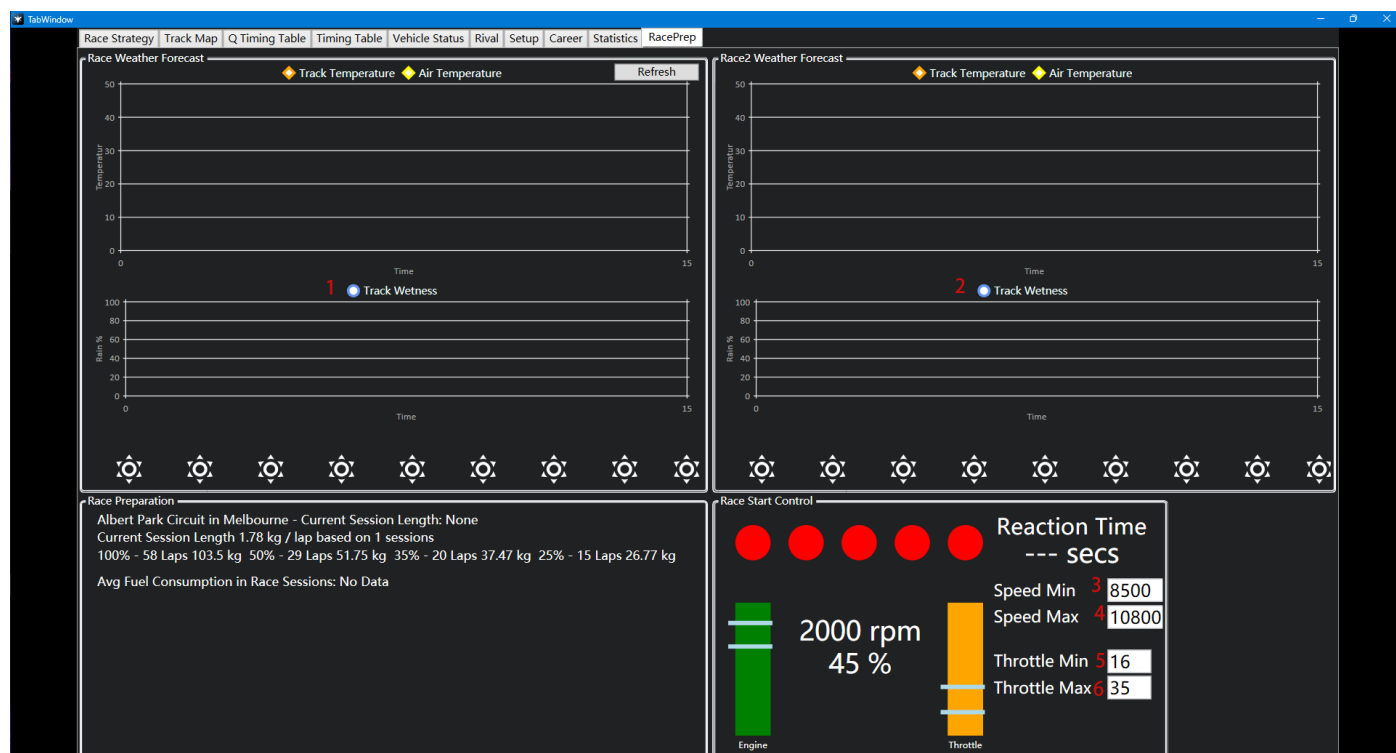 TabWindow
Race Strategy Track Map Q Timing Table Timing Table Vehicle Status Rival Setup Career Statistics RacePrep
Race Weather Forecast
Track Temperature Air Temperature
Refresh
50
40
30
20
10
0
Temperatur
0 15
Time
1 Track Wetness
100
80
60
40
20
0
Rain %
0 15
Time
Race2 Weather Forecast
Track Temperature Air Temperature
50
40
30
20
10
0
Temperatur
0 15
Time
2 Track Wetness
100
80
60
40
20
0
Rain %
0 15
Time
Race Preparation
Albert Park Circuit in Melbourne - Current Session Length: None
Current Session Length 1.78 kg / lap based on 1 sessions
100% - 58 Laps 103.5 kg 50% - 29 Laps 51.75 kg 35% - 20 Laps 37.47 kg 25% - 15 Laps 26.77 kg
Avg Fuel Consumption in Race Sessions: No Data
Race Start Control
Reaction Time
--- secs
Speed Min 3 8500
Speed Max 4 10800
2000 rpm
45 %
Throttle Min 5 16
Throttle Max 6 35
Engine
Throttle